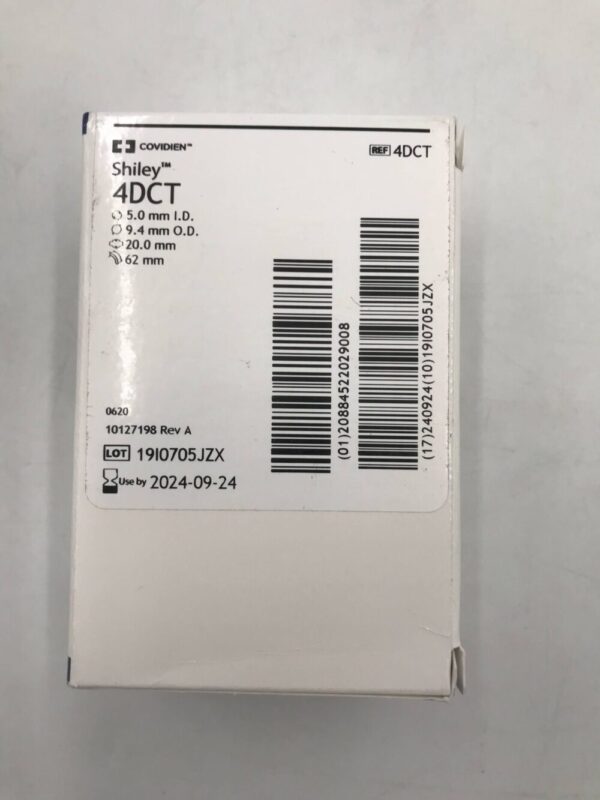 COVIDIEN™
REF 4DCT
Shiley™
4DCT
5.0 mm I.D.
9.4 mm O.D.
20.0 mm
62 mm
(01)20884522029008
(17)240924(10)19I0705JZX
0620
10127198 Rev A
LOT 19I0705JZX
Use by 2024-09-24